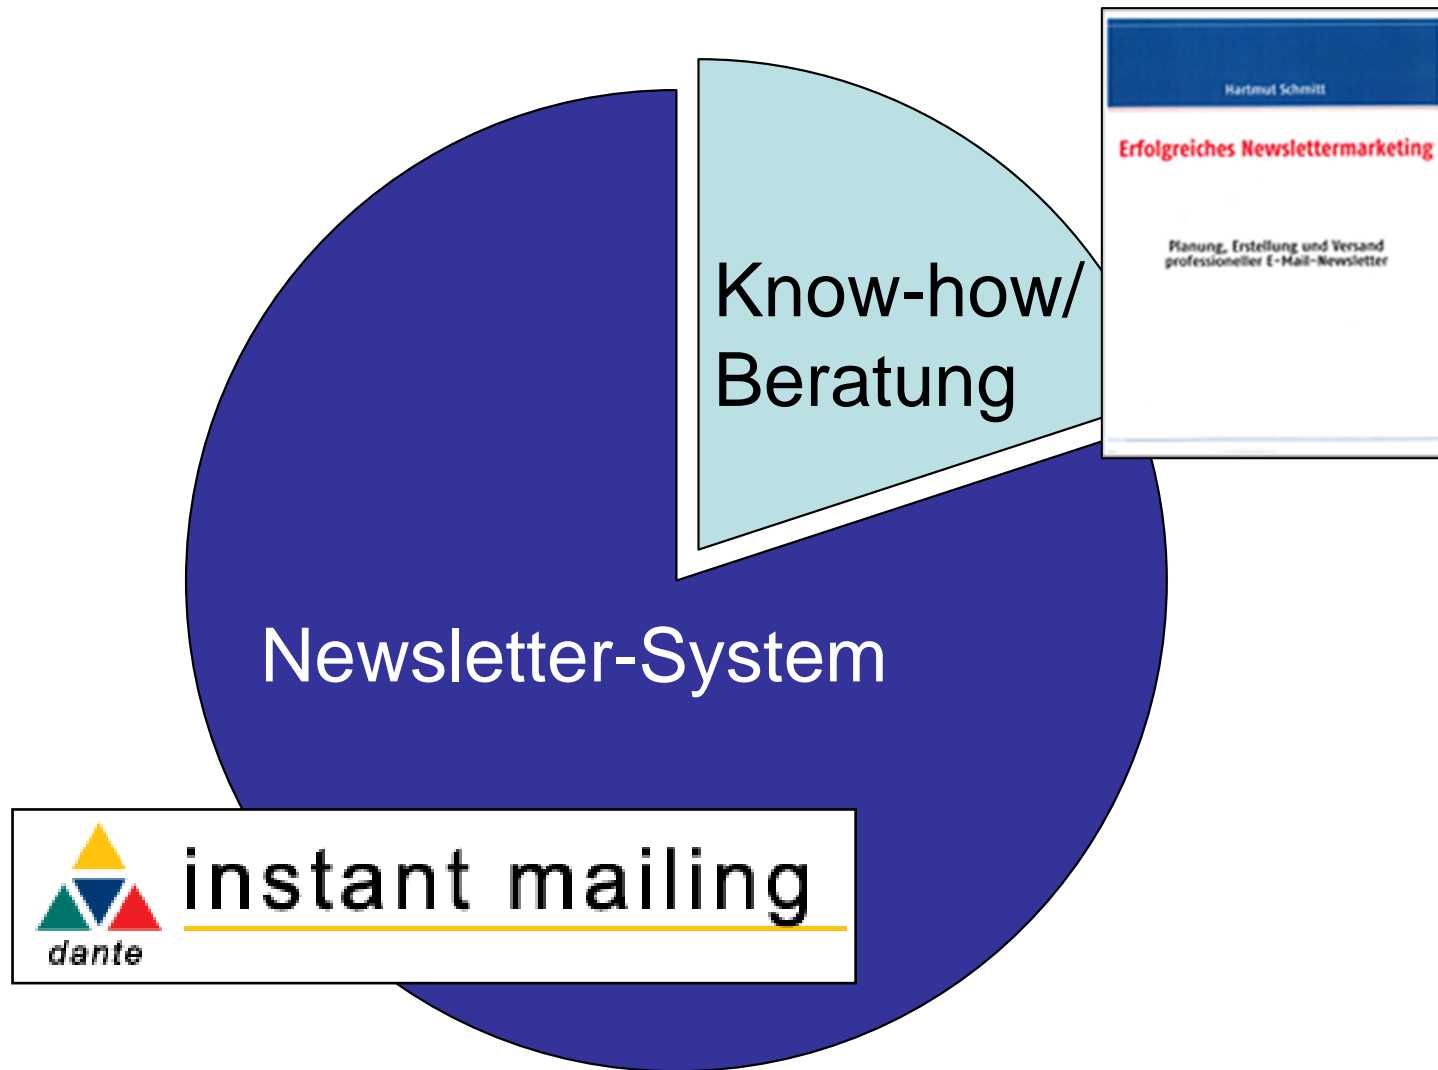 Hartmut Schmitt
Erfolgreiches Newslettermarketing
Planung, Erstellung und Versand
professioneller E-Mail-Newsletter
Know-how/
Beratung
Newsletter-System
instant mailing
dante